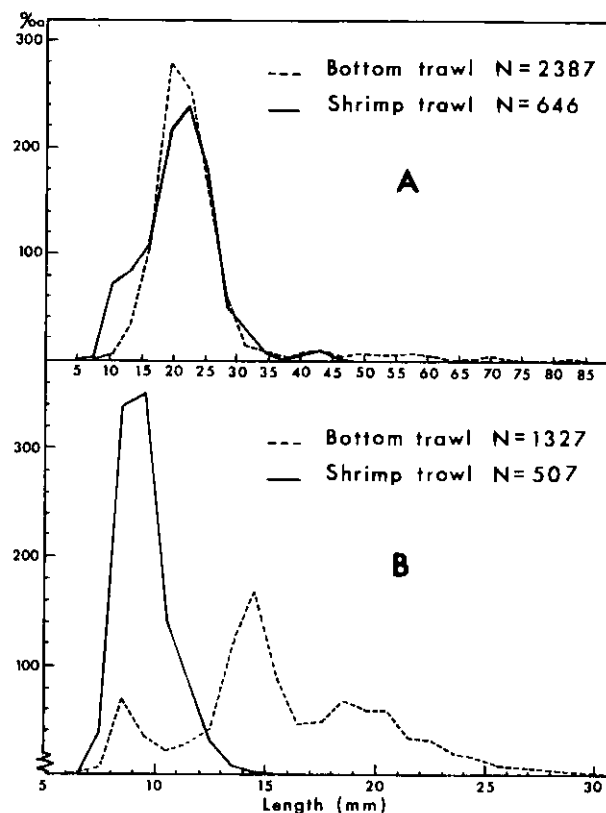 ‰
300
200
100
Bottom trawl N=2387
Shrimp trawl N=646
A
5 10 15 20 25 30 35 40 45 50 55 60 65 70 75 80 85
300
200
100
Bottom trawl N=1327
Shrimp trowl N=507
B
5 10 15 20 25 30
Length (mm)